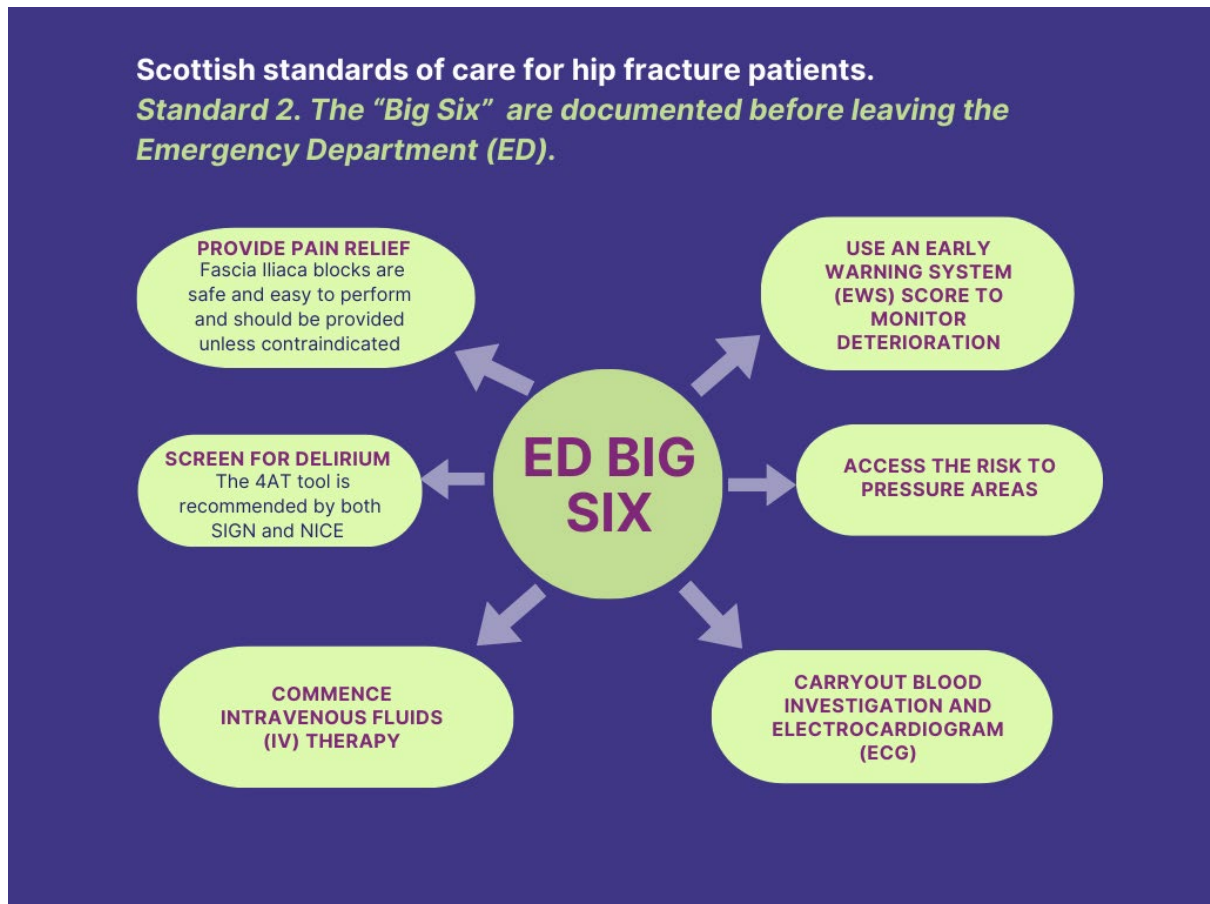 Scottish standards of care for hip fracture patients.
Standard 2. The “Big Six” are documented before leaving the
Emergency Department (ED).
PROVIDE PAIN RELIEF
Fascia Iliaca blocks are
safe and easy to perform
and should be provided
unless contraindicated
USE AN EARLY
WARNING SYSTEM
(EWS) SCORE TO
MONITOR
DETERIORATION
SCREEN FOR DELIRIUM
The 4AT tool is
recommended by both
SIGN and NICE
ED BIG
SIX
ACCESS THE RISK TO
PRESSURE AREAS
COMMENCE
INTRAVENOUS FLUIDS
(IV) THERAPY
CARRYOUT BLOOD
INVESTIGATION AND
ELECTROCARDIOGRAM
(ECG)